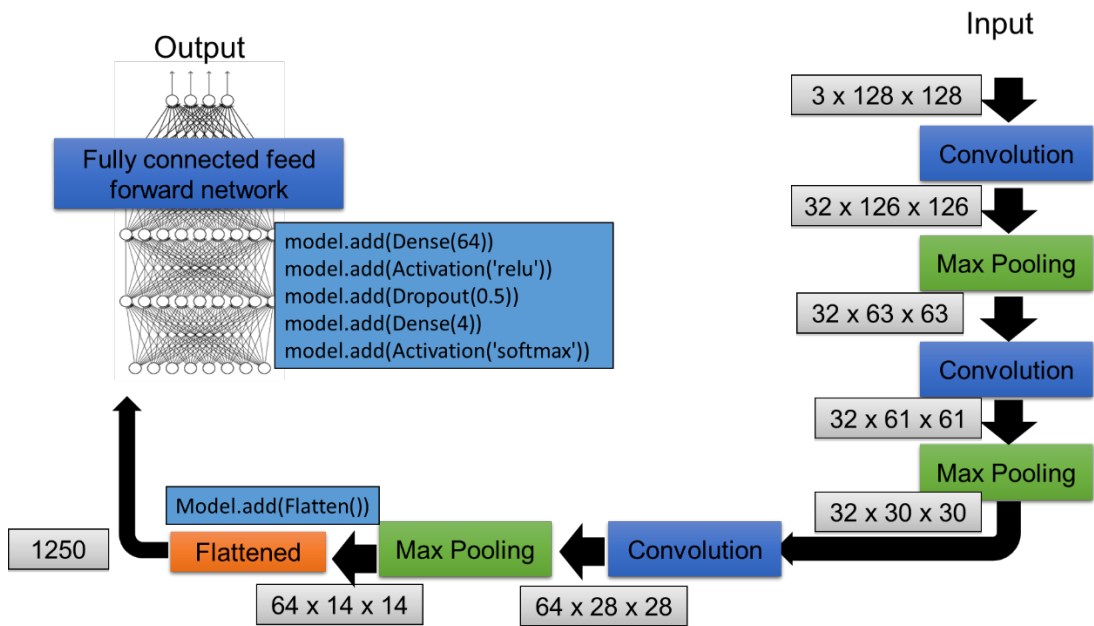 Input
3 x 128 x 128
Convolution
32 x 126 x 126
Max Pooling
32 x 63 x 63
Convolution
32 x 61 x 61
Max Pooling
32 x 30 x 30
Convolution
64 x 28 x 28
Max Pooling
64 x 14 x 14
Model.add(Flatten())
Flattened
1250
Output
Fully connected feed
forward network
model.add(Dense(64))
model.add(Activation('relu'))
model.add(Dropout(0.5))
model.add(Dense(4))
model.add(Activation('softmax'))